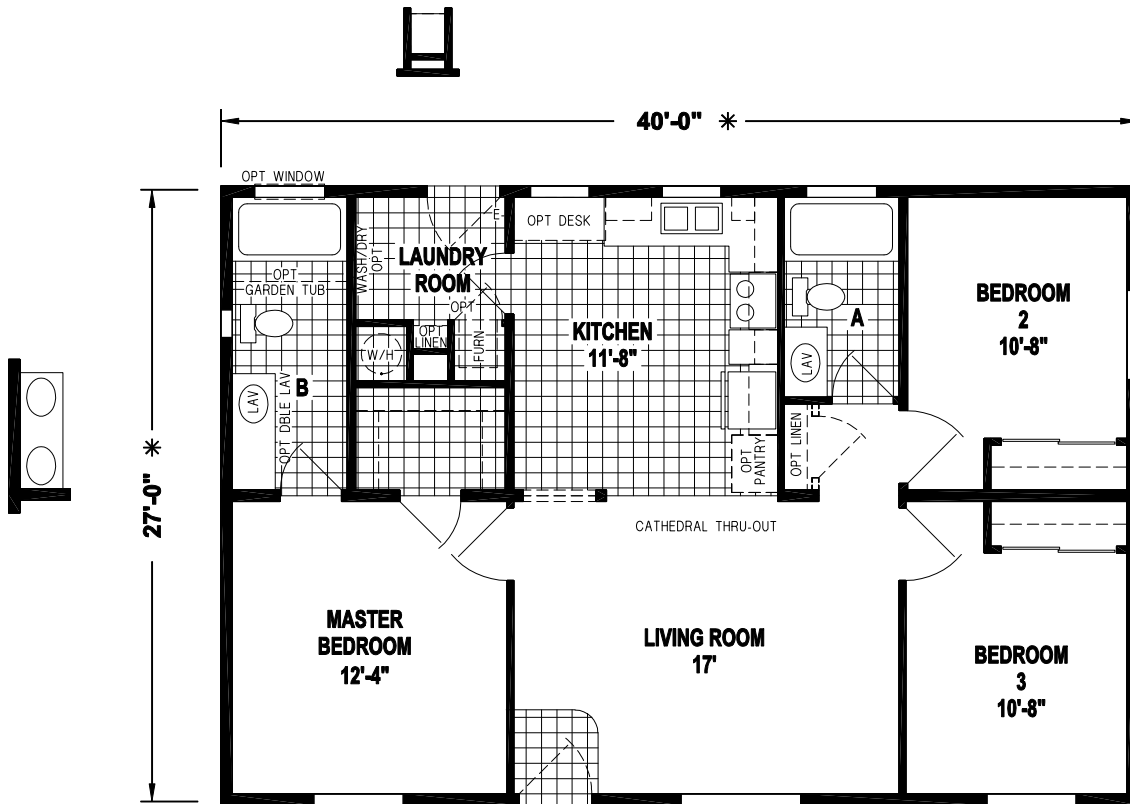 40'-0" ✳
OPT WINDOW
E
OPT DESK
WASH/DRY
OPT
LAUNDRY
ROOM
OPT
GARDEN TUB
OPT
BEDROOM
2
10'-8"
A
KITCHEN
11'-8"
OPT
LINEN
FURN
W/H
LAV
B
LAV
OPT DBLE LAV
OPT LINEN
OPT
PANTRY
27'-0" ✳
CATHEDRAL THRU-OUT
MASTER
BEDROOM
12'-4"
LIVING ROOM
17'
BEDROOM
3
10'-8"